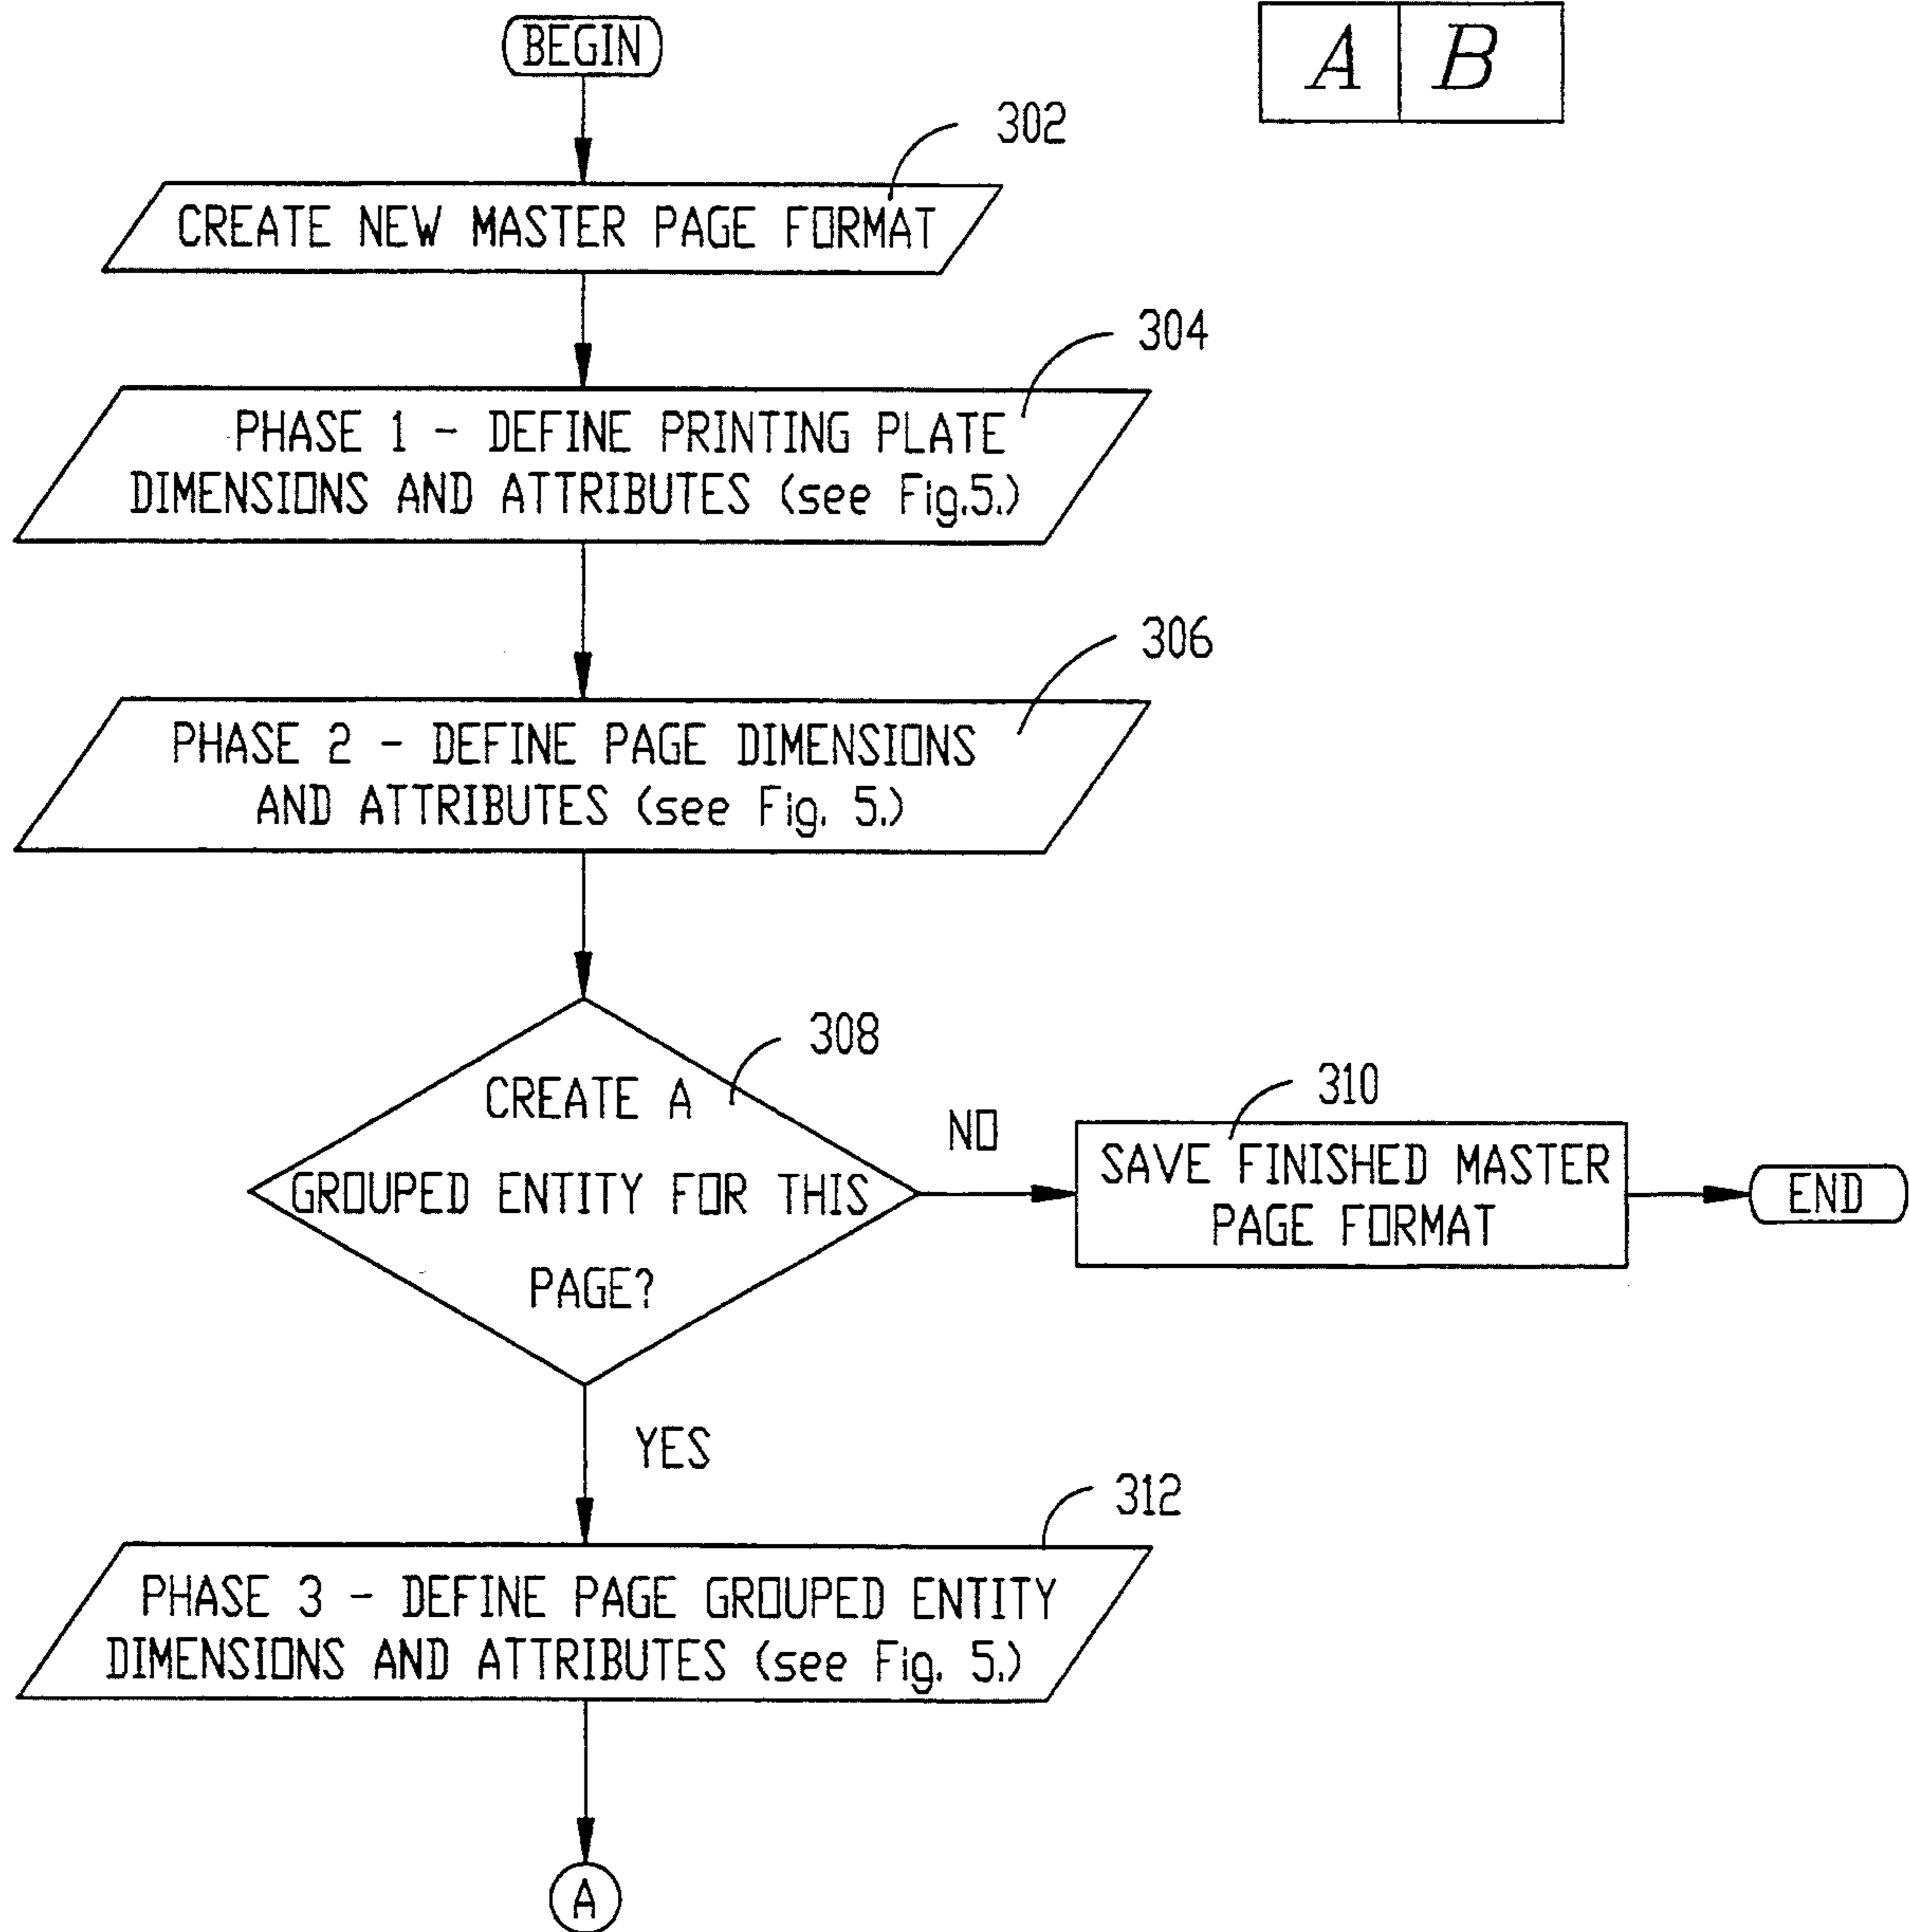 BEGIN
A B
302
CREATE NEW MASTER PAGE FORMAT
304
PHASE 1 - DEFINE PRINTING PLATE
DIMENSIONS AND ATTRIBUTES (see Fig.5.)
306
PHASE 2 - DEFINE PAGE DIMENSIONS
AND ATTRIBUTES (see Fig. 5.)
308
CREATE A
GROUPED ENTITY FOR THIS
PAGE?
NO
310
SAVE FINISHED MASTER
PAGE FORMAT
END
YES
312
PHASE 3 - DEFINE PAGE GROUPED ENTITY
DIMENSIONS AND ATTRIBUTES (see Fig. 5.)
A